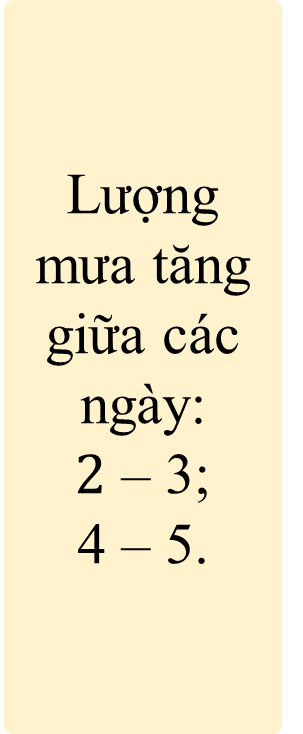 Lượng
mưa tăng
giữa các
ngày:
2 – 3;
4 – 5.